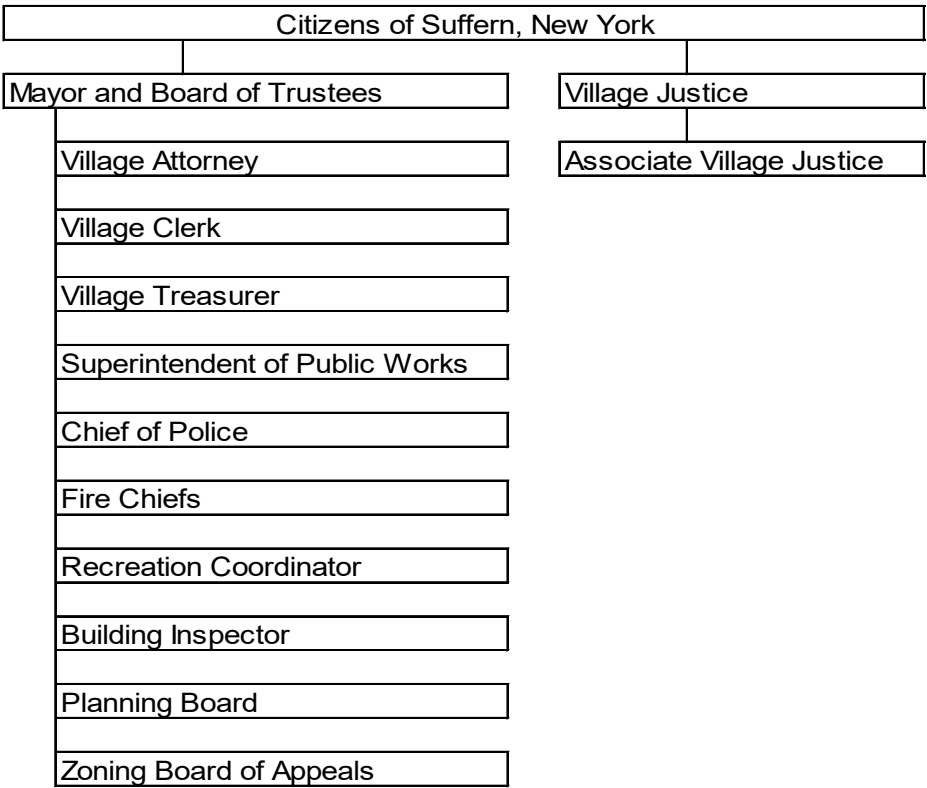 Citizens of Suffern, New York
Mayor and Board of Trustees
Village Justice
Village Attorney
Associate Village Justice
Village Clerk
Village Treasurer
Superintendent of Public Works
Chief of Police
Fire Chiefs
Recreation Coordinator
Building Inspector
Planning Board
Zoning Board of Appeals